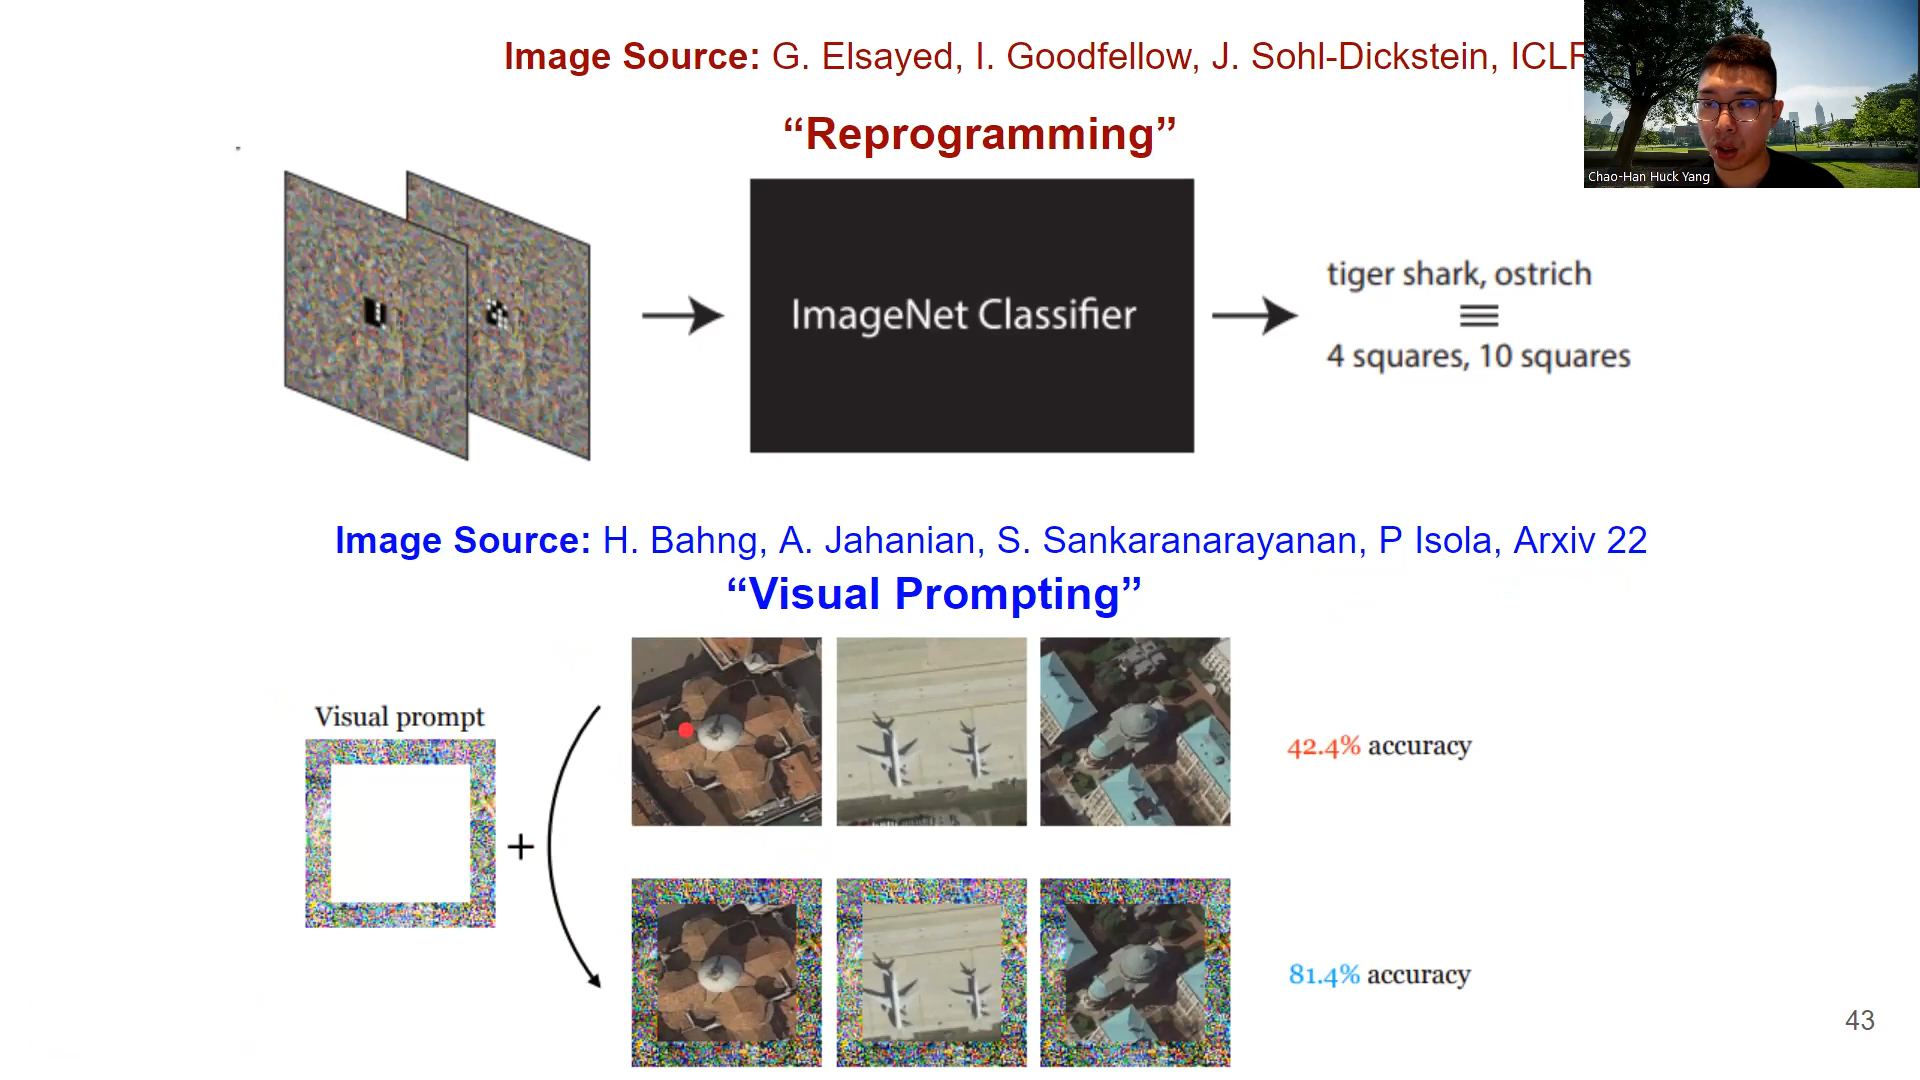 Image Source: G. Elsayed, I. Goodfellow, J. Sohl-Dickstein, ICLR
Chao-Han Huck Yang
“Reprogramming”
ImageNet Classifier
tiger shark, ostrich
≡
4 squares, 10 squares
Image Source: H. Bahng, A. Jahanian, S. Sankaranarayanan, P Isola, Arxiv 22
“Visual Prompting”
Visual prompt
+
42.4% accuracy
81.4% accuracy
43